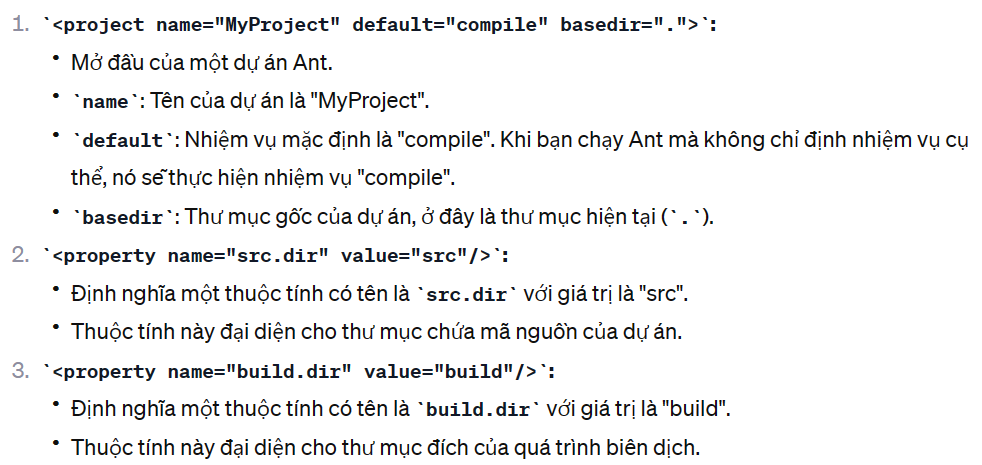 1. `<project name="MyProject" default="compile" basedir=".">`:
• Mở đầu của một dự án Ant.
• `name`: Tên của dự án là "MyProject".
• `default`: Nhiệm vụ mặc định là "compile". Khi bạn chạy Ant mà không chỉ định nhiệm vụ cụ
thể, nó sẽ thực hiện nhiệm vụ "compile".
• `basedir`: Thư mục gốc của dự án, ở đây là thư mục hiện tại (`.`).
2. `<property name="src.dir" value="src"/>`:
• Định nghĩa một thuộc tính có tên là `src.dir` với giá trị là "src".
• Thuộc tính này đại diện cho thư mục chứa mã nguồn của dự án.
3. `<property name="build.dir" value="build"/>`:
• Định nghĩa một thuộc tính có tên là `build.dir` với giá trị là "build".
• Thuộc tính này đại diện cho thư mục đích của quá trình biên dịch.